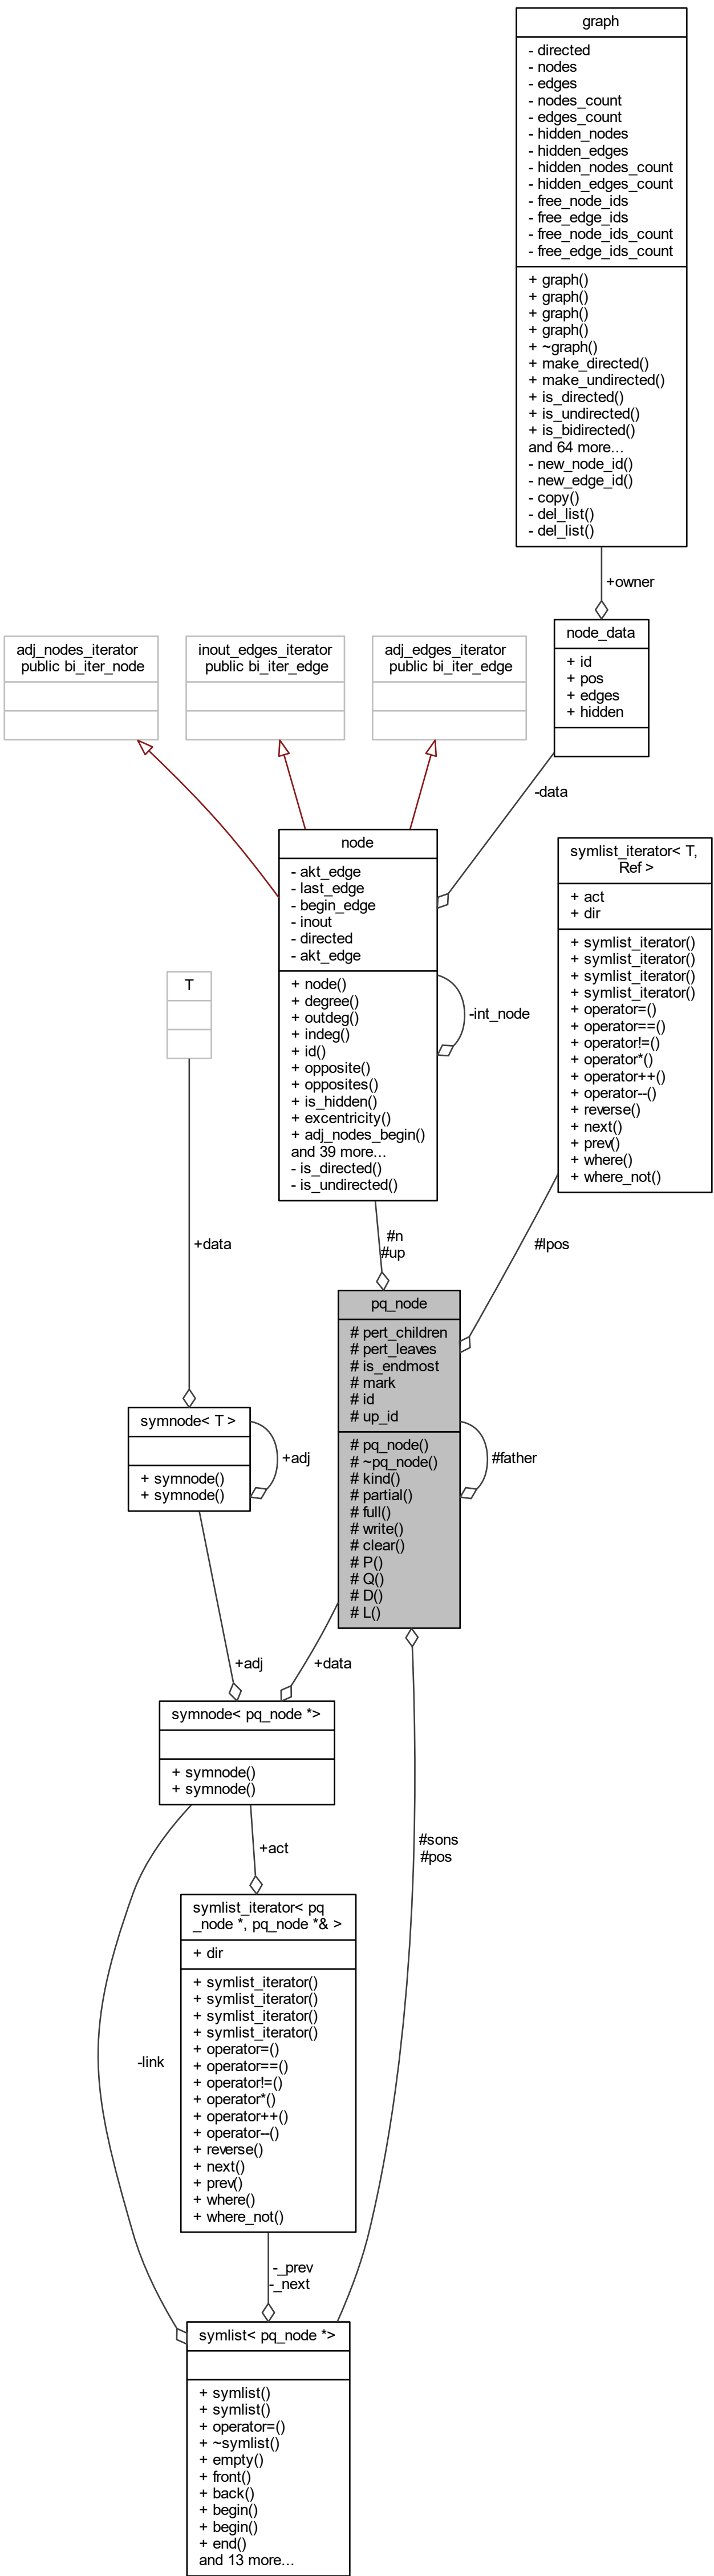 graph
- directed
- nodes
- edges
- nodes_count
- edges_count
- hidden_nodes
- hidden_edges
- hidden_nodes_count
- hidden_edges_count
- free_node_ids
- free_edge_ids
- free_node_ids_count
- free_edge_ids_count
+ graph()
+ graph()
+ graph()
+ graph()
+ ~graph()
+ make_directed()
+ make_undirected()
+ is_directed()
+ is_undirected()
+ is_bidirected()
and 64 more...
- new_node_id()
- new_edge_id()
- copy()
- del_list()
- del_list()
+owner
node_data
+ id
+ pos
+ edges
+ hidden
adj_nodes_iterator
public bi_iter_node
inout_edges_iterator
public bi_iter_edge
adj_edges_iterator
public bi_iter_edge
-data
node
- akt_edge
- last_edge
- begin_edge
- inout
- directed
- akt_edge
+ node()
+ degree()
+ outdeg()
+ indeg()
+ id()
+ opposite()
+ opposites()
+ is_hidden()
+ excentricity()
+ adj_nodes_begin()
and 39 more...
- is_directed()
- is_undirected()
-int_node
symlist_iterator< T,
Ref >
+ act
+ dir
+ symlist_iterator()
+ symlist_iterator()
+ symlist_iterator()
+ symlist_iterator()
+ operator=()
+ operator==()
+ operator!=()
+ operator*()
+ operator++()
+ operator--()
+ reverse()
+ next()
+ prev()
+ where()
+ where_not()
T
+data
#n
#up
#lpos
pq_node
# pert_children
# pert_leaves
# is_endmost
# mark
# id
# up_id
# pq_node()
# ~pq_node()
# kind()
# partial()
# full()
# write()
# clear()
# P()
# Q()
# D()
# L()
#father
symnode< T >
+ symnode()
+ symnode()
+adj
+adj
+data
symnode< pq_node *>
+ symnode()
+ symnode()
+act
#sons
#pos
symlist_iterator< pq
_node *, pq_node *& >
+ dir
+ symlist_iterator()
+ symlist_iterator()
+ symlist_iterator()
+ symlist_iterator()
+ operator=()
+ operator==()
+ operator!=()
+ operator*()
+ operator++()
+ operator--()
+ reverse()
+ next()
+ prev()
+ where()
+ where_not()
-link
-_prev
-_next
symlist< pq_node *>
+ symlist()
+ symlist()
+ operator=()
+ ~symlist()
+ empty()
+ front()
+ back()
+ begin()
+ begin()
+ end()
and 13 more...